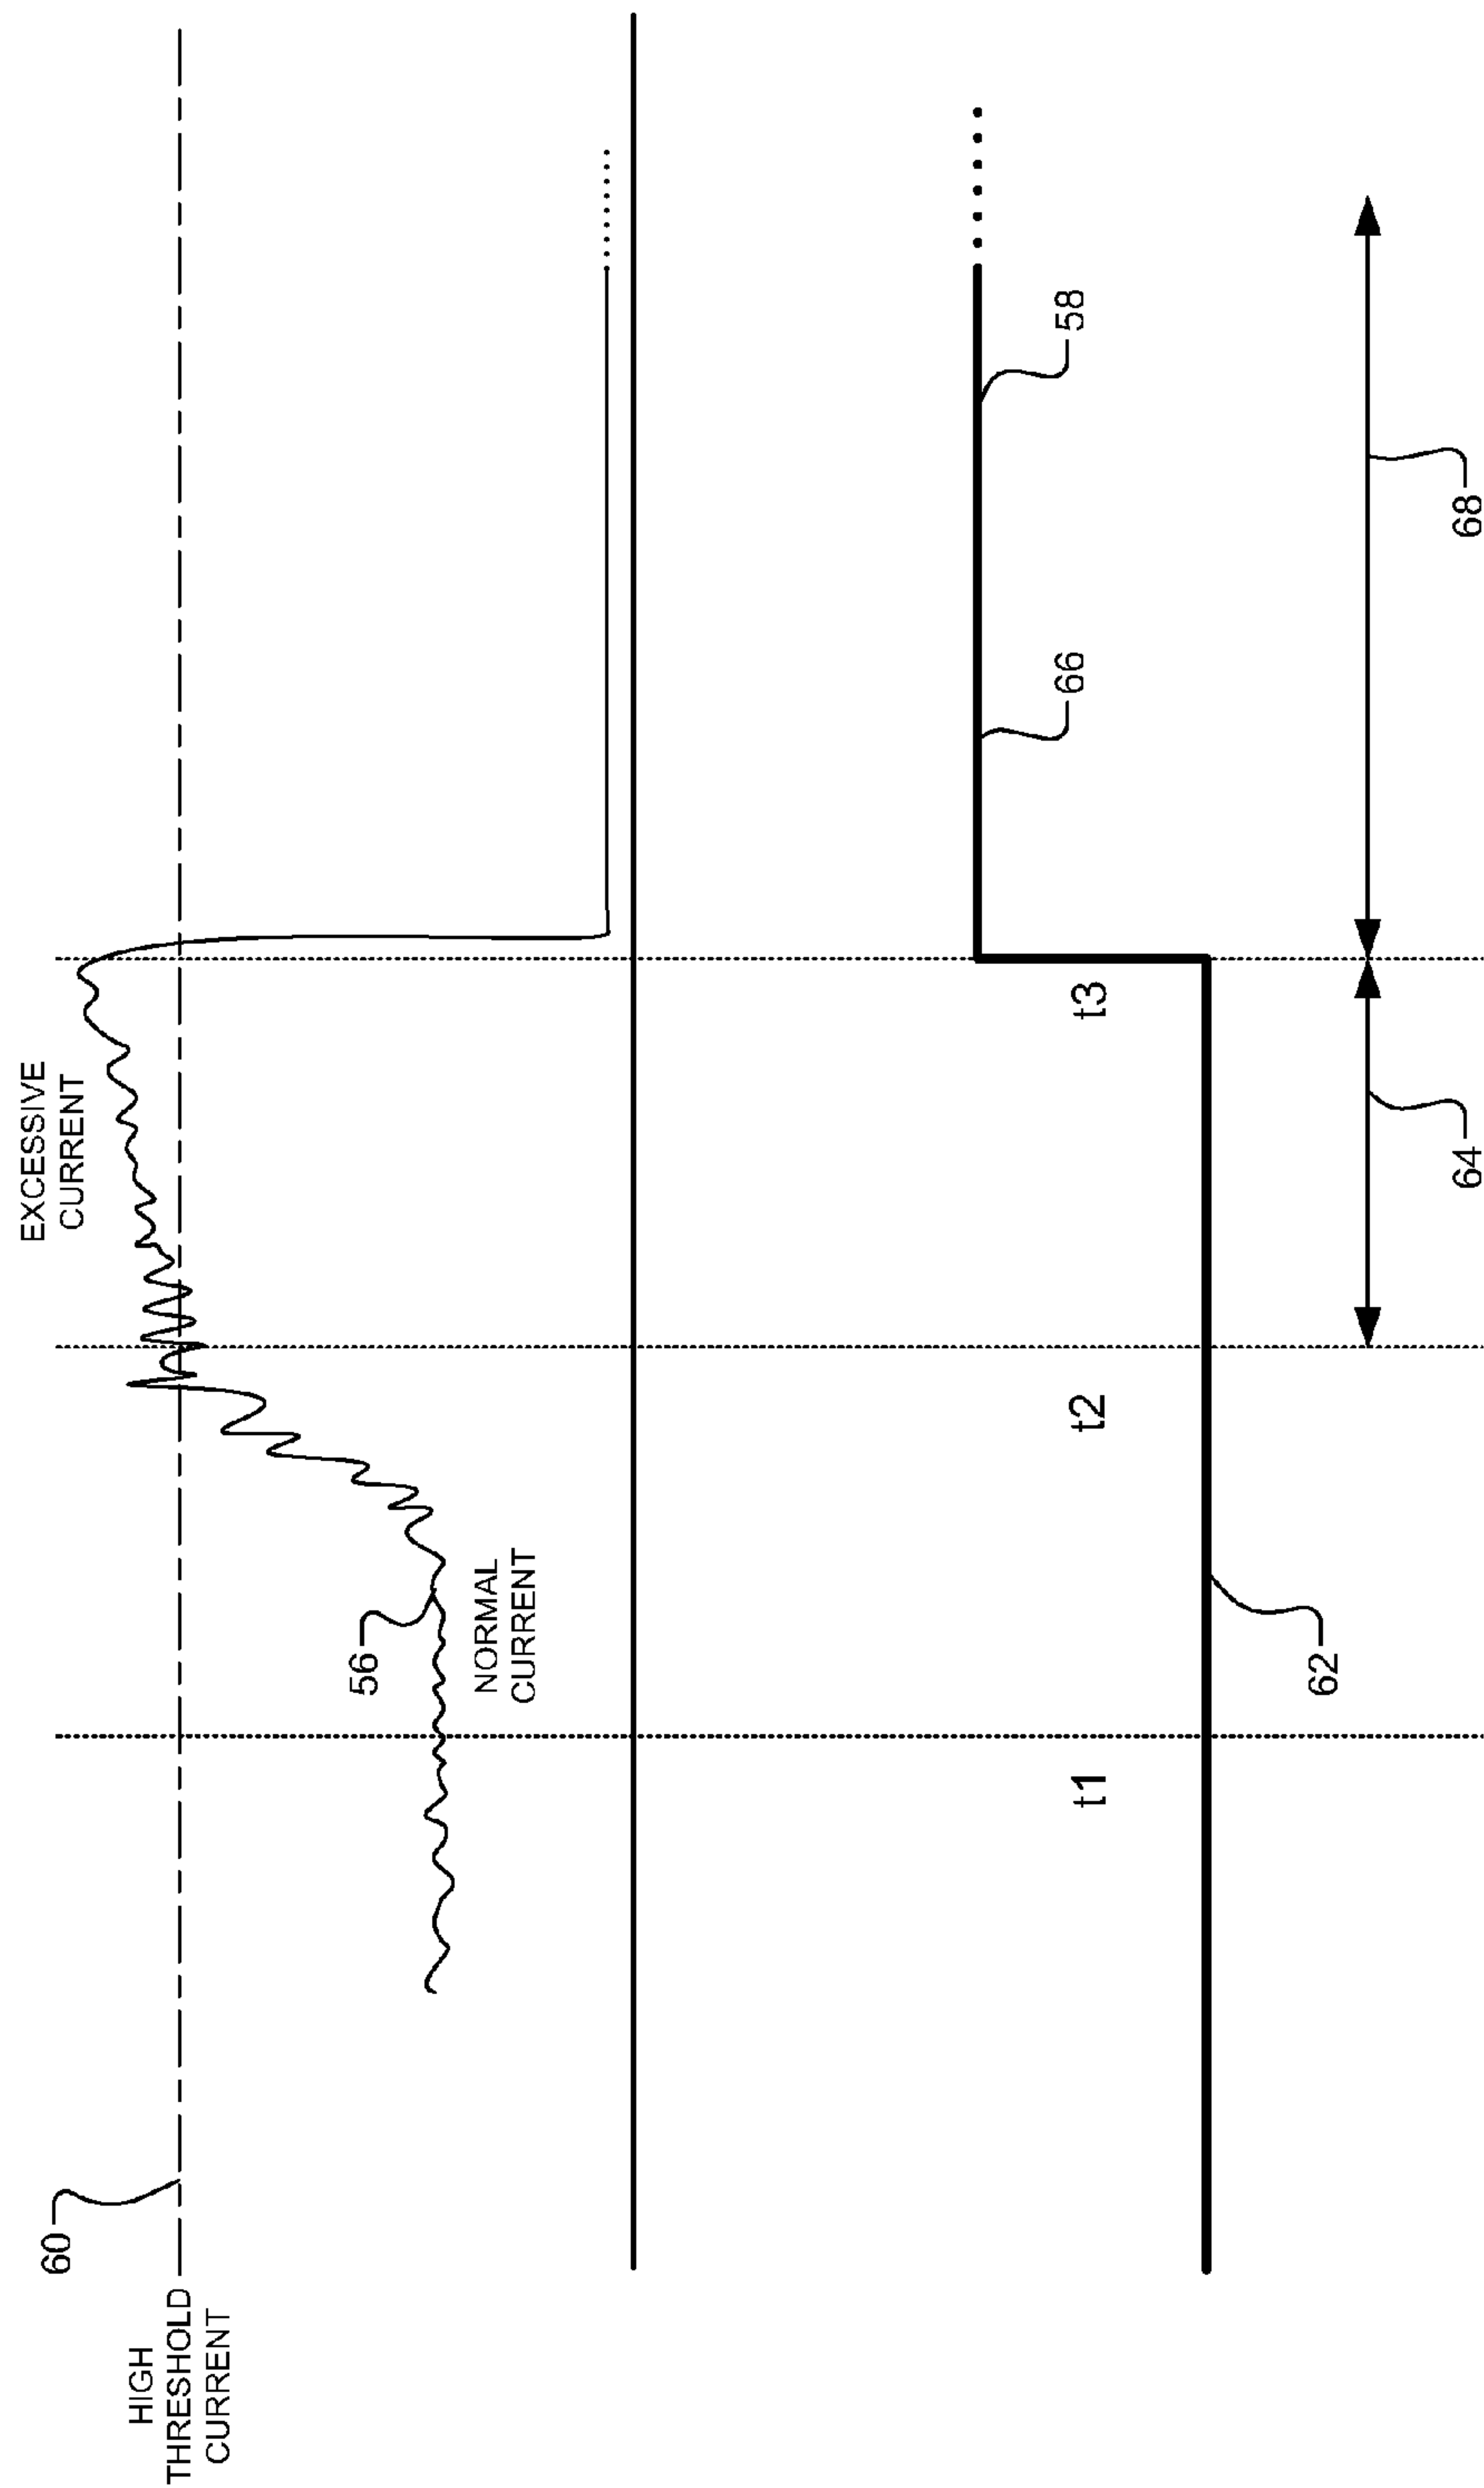 60
HIGH
THRESHOLD
CURRENT
EXCESSIVE
CURRENT
56
NORMAL
CURRENT
t1
t2
t3
66
58
62
64
68